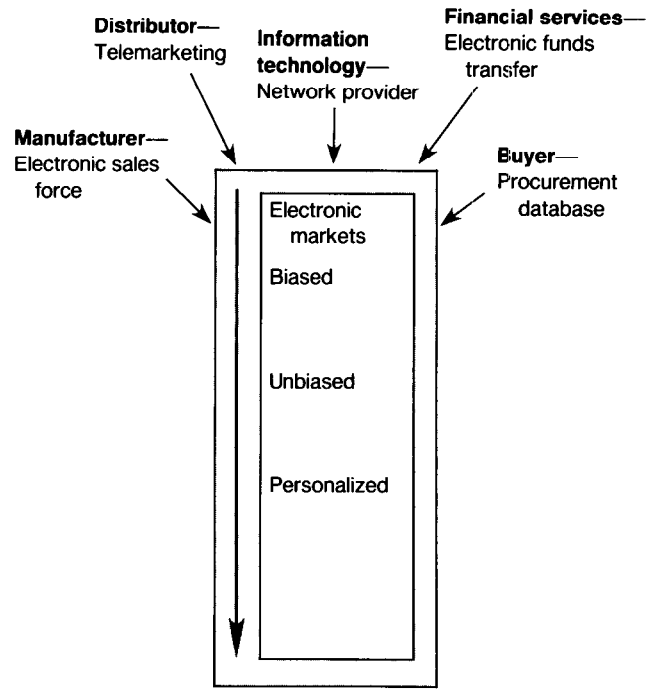 Distributor—
Telemarketing
Information
technology—
Network provider
Financial services—
Electronic funds
transfer
Manufacturer—
Electronic sales
force
Buyer—
Procurement
database
Electronic
markets
Biased
Unbiased
Personalized